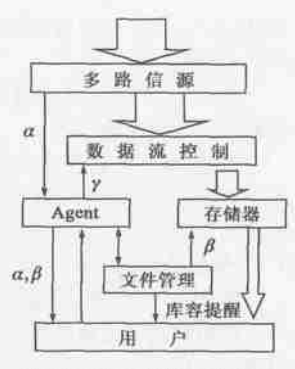 多路信源
α
数据流控制
γ
Agent
存储器
β
α,β
文件管理
库容提醒
用户